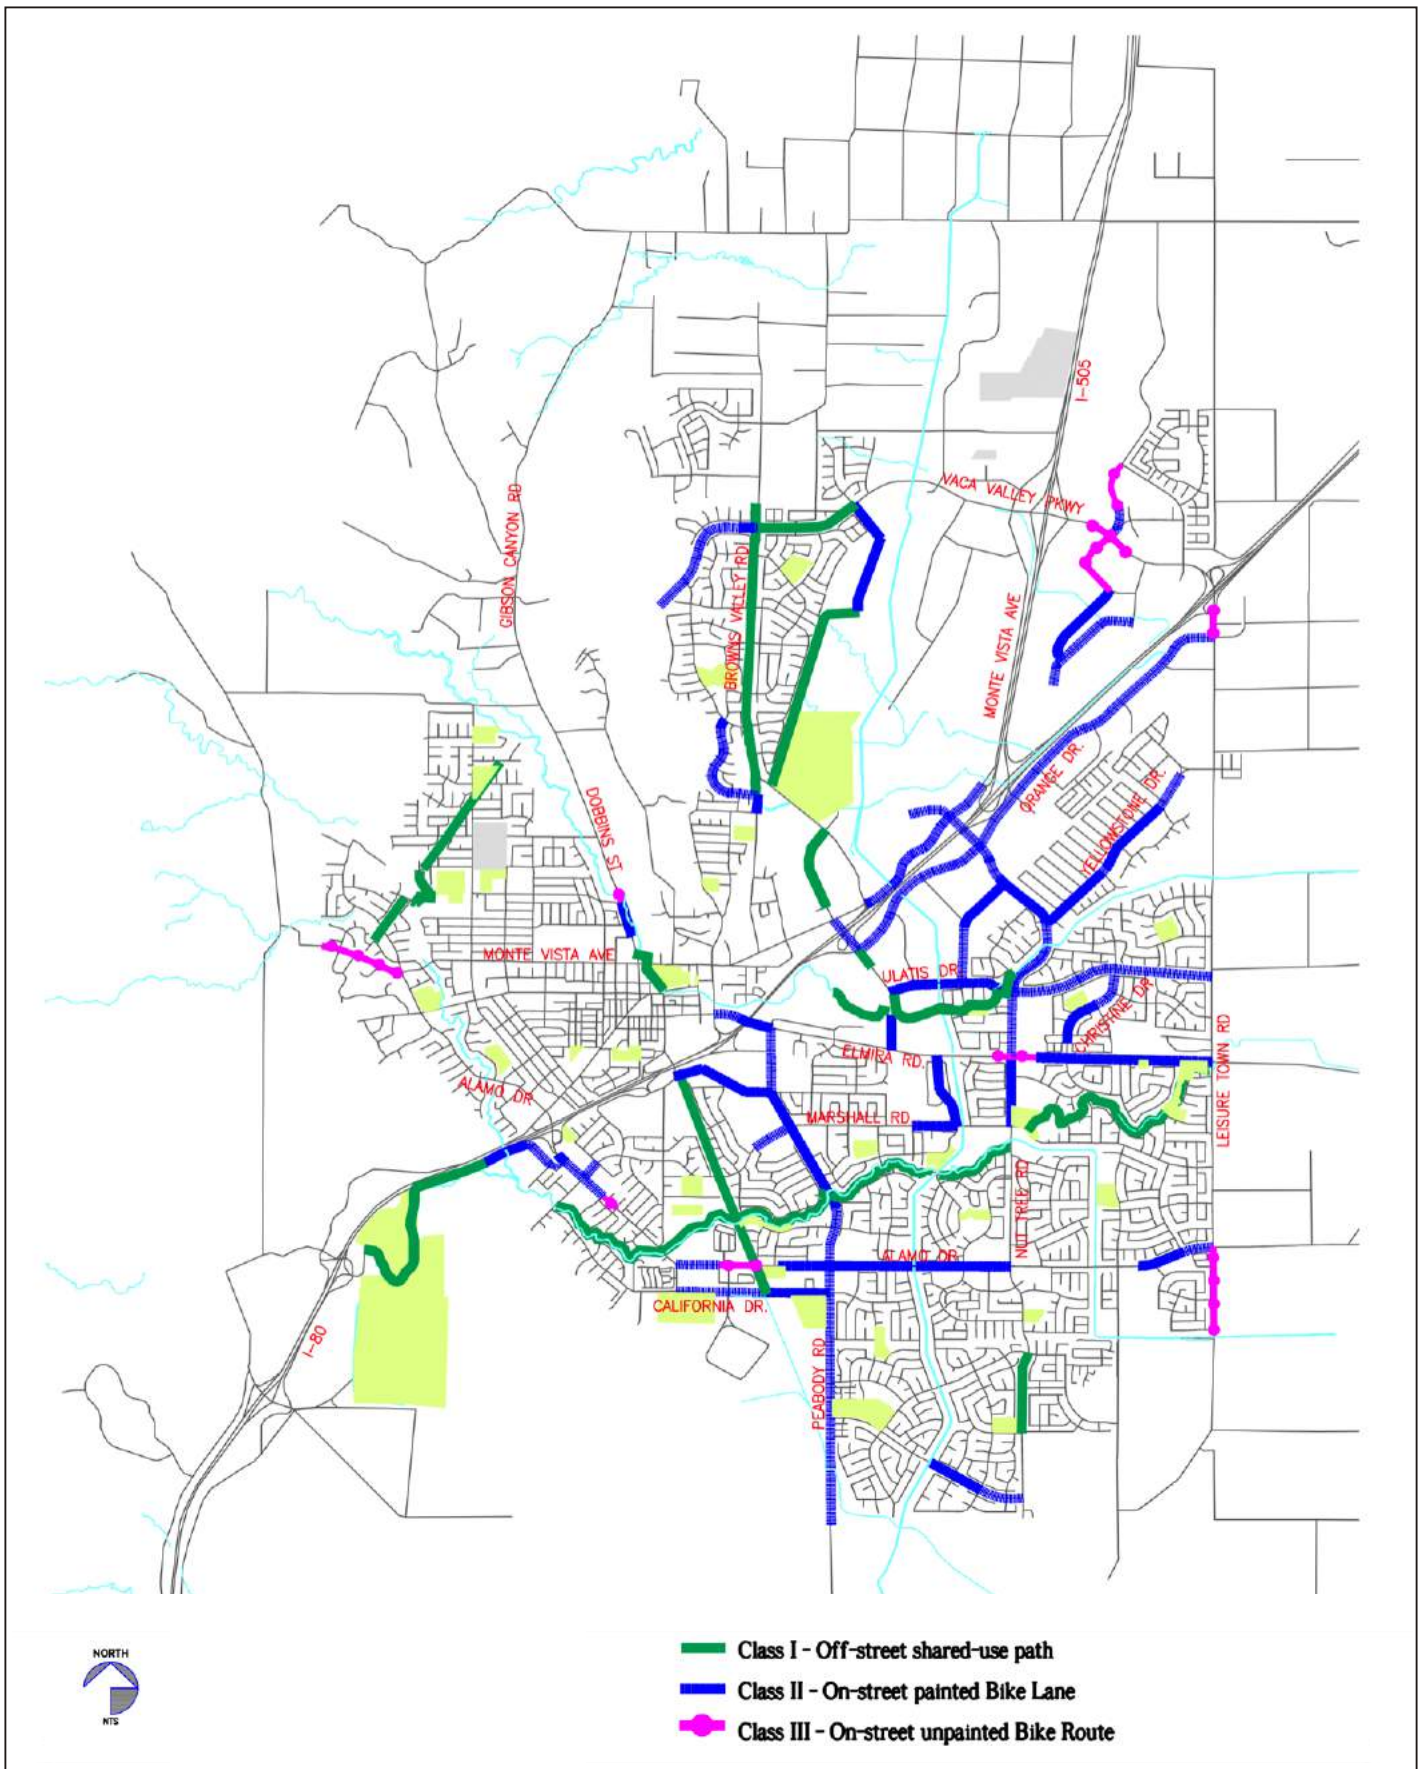 I-505
VACA VALLEY PKWY
GIBSON CANYON RD
BROWNS VALLEY RD
MONTE VISTA AVE
ORANGE DR.
YELLOWSTONE DR.
DOBBINS ST
MONTE VISTA AVE
ULATIS DR
CHRISTINE DR
ELMIRA RD.
LEISURE TOWN RD
ALAMO DR
MARSHALL RD
NUT TREE RD
ALAMO DR
CALIFORNIA DR.
I-80
PEABODY RD
NORTH
NTS
Class I - Off-street shared-use path
Class II - On-street painted Bike Lane
Class III - On-street unpainted Bike Route